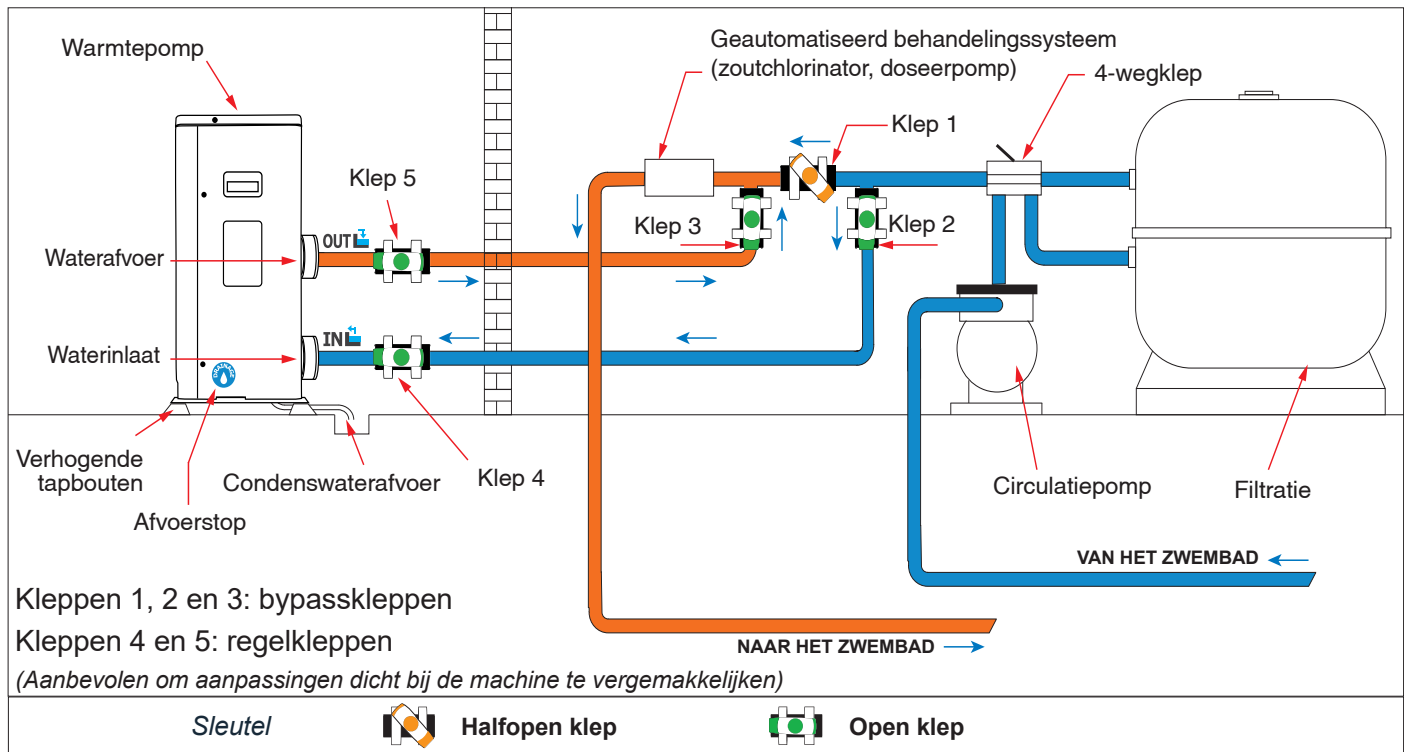 Warmtepomp
Geautomatiseerd behandelingssysteem
(zoutchlorinator, doseerpomp)
4-wegklep
Klep 1
Klep 5
Klep 3
Klep 2
OUT
Waterafvoer
IN
Waterinlaat
DRAINAGE
Verhogende
tapbouten
Condenswaterafvoer
Klep 4
Afvoerstop
Circulatiepomp
Filtratie
VAN HET ZWEMBAD
Kleppen 1, 2 en 3: bypasskleppen
Kleppen 4 en 5: regelkleppen
NAAR HET ZWEMBAD
(Aanbevolen om aanpassingen dicht bij de machine te vergemakkelijken)
Sleutel
Halfopen klep
Open klep